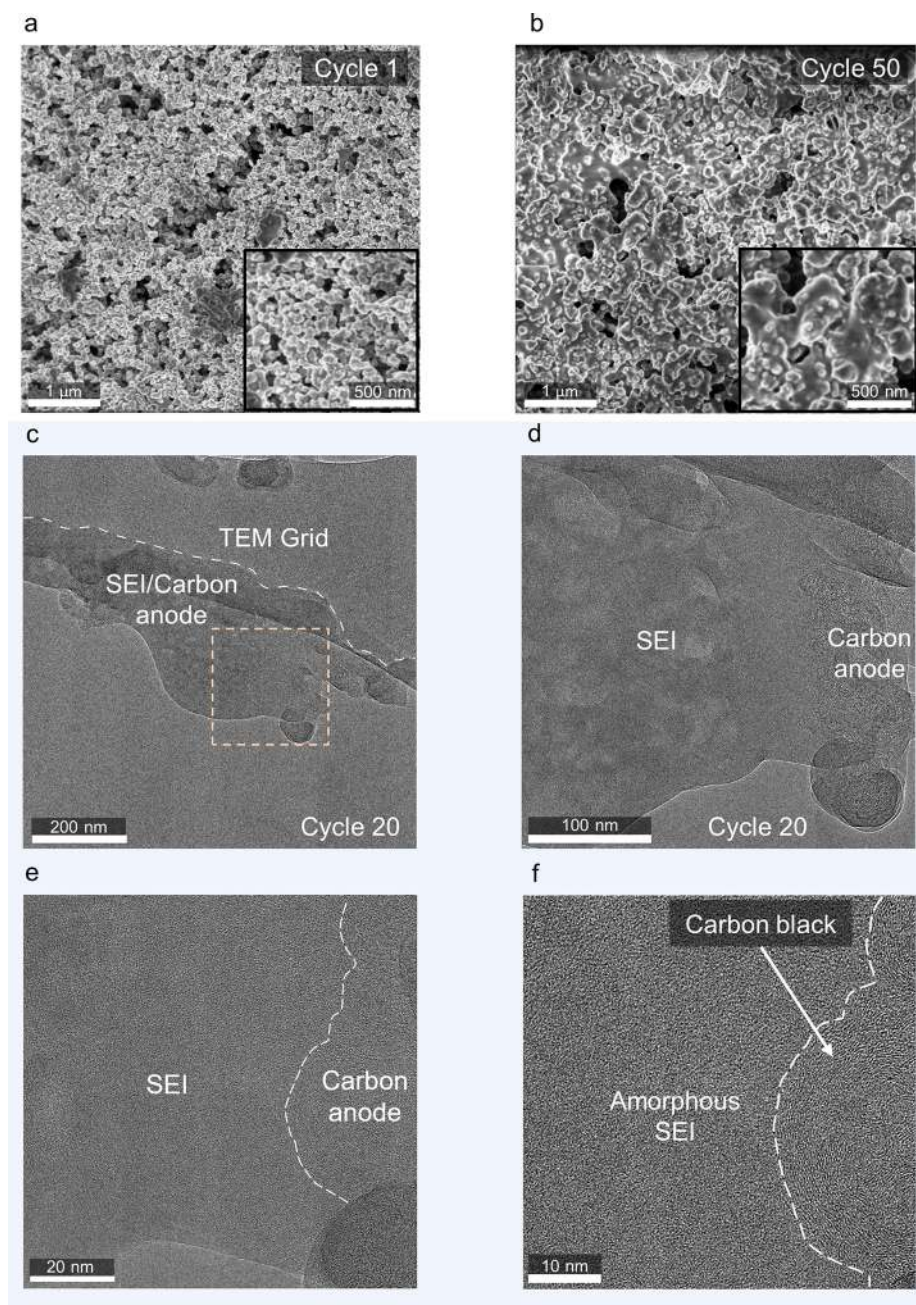 a
b
Cycle 1
Cycle 50
1 μm
500 nm
1 μm
500 nm
c
d
TEM Grid
SEI/Carbon
anode
200 nm
Cycle 20
SEI
Carbon
anode
100 nm
Cycle 20
e
f
SEI
Carbon
anode
20 nm
Carbon black
Amorphous
SEI
10 nm